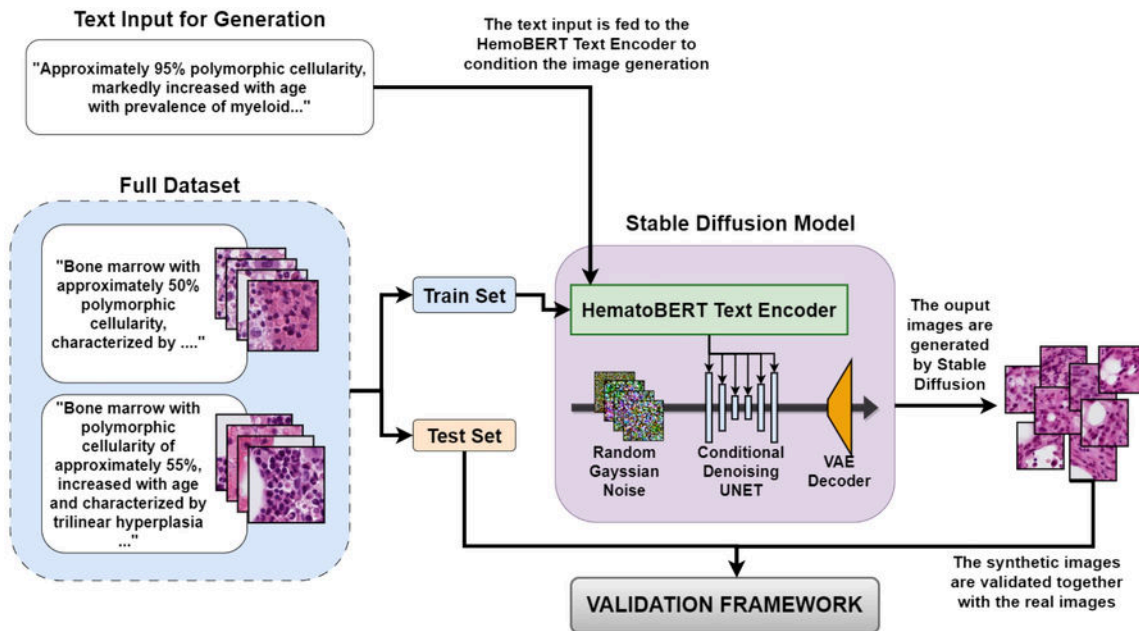 Text Input for Generation
"Approximately 95% polymorphic cellularity,
markedly increased with age
with prevalence of myeloid..."
The text input is fed to the
HemoBERT Text Encoder to
condition the image generation
Full Dataset
"Bone marrow with
approximately 50%
polymorphic
cellularity,
characterized by ...."
"Bone marrow with
polymorphic
cellularity of
approximately 55%,
increased with age
and characterized by
trilinear hyperplasia
..."
Train Set
Test Set
Stable Diffusion Model
HematoBERT Text Encoder
Random
Gayssian
Noise
Conditional
Denoising
UNET
VAE
Decoder
The ouput
images are
generated
by Stable
Diffusion
The synthetic images
are validated together
with the real images
VALIDATION FRAMEWORK